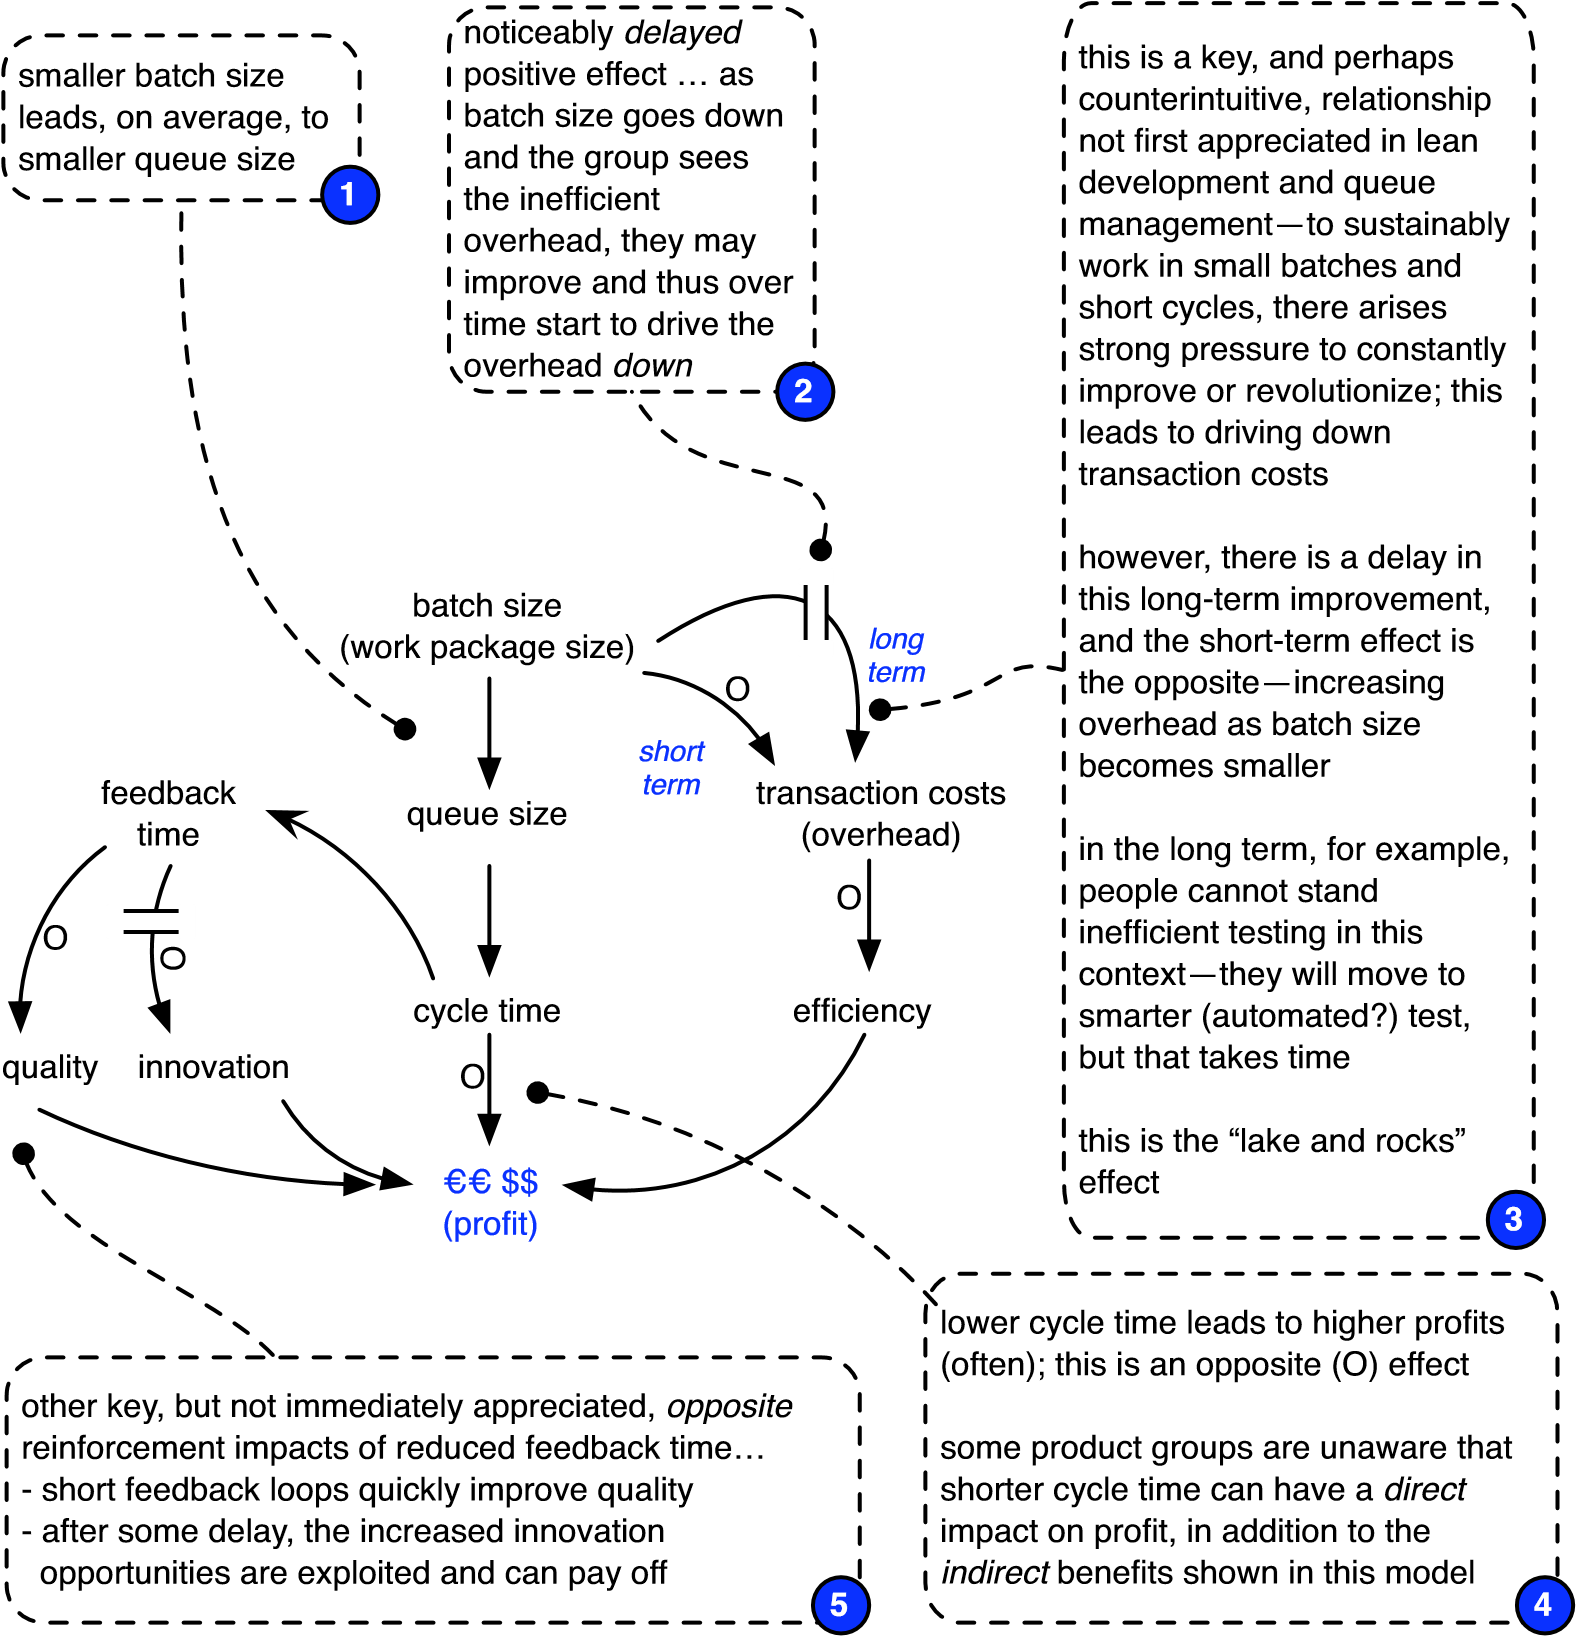 smaller batch size
leads, on average, to
smaller queue size
1
noticeably delayed
positive effect … as
batch size goes down
and the group sees
the inefficient
overhead, they may
improve and thus over
time start to drive the
overhead down
2
this is a key, and perhaps
counterintuitive, relationship
not first appreciated in lean
development and queue
management—to sustainably
work in small batches and
short cycles, there arises
strong pressure to constantly
improve or revolutionize; this
leads to driving down
transaction costs
however, there is a delay in
this long-term improvement,
and the short-term effect is
the opposite—increasing
overhead as batch size
becomes smaller
in the long term, for example,
people cannot stand
inefficient testing in this
context—they will move to
smarter (automated?) test,
but that takes time
this is the “lake and rocks”
effect
3
batch size
(work package size)
long
term
O
short
term
feedback
time
queue size
transaction costs
(overhead)
O
O
O
cycle time
efficiency
quality
innovation
O
€€ $$
(profit)
lower cycle time leads to higher profits
(often); this is an opposite (O) effect
some product groups are unaware that
shorter cycle time can have a direct
impact on profit, in addition to the
indirect benefits shown in this model
4
other key, but not immediately appreciated, opposite
reinforcement impacts of reduced feedback time…
- short feedback loops quickly improve quality
- after some delay, the increased innovation
opportunities are exploited and can pay off
5